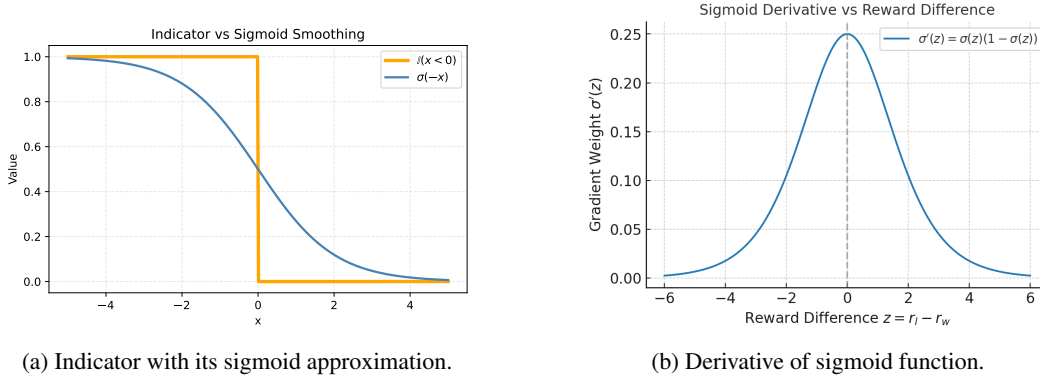 Indicator vs Sigmoid Smoothing
Value
1.0
0.8
0.6
0.4
0.2
0.0
𝕀(x < 0)
σ(−x)
−4 −2 0 2 4
x
(a) Indicator with its sigmoid approximation.
Sigmoid Derivative vs Reward Difference
Gradient Weight σ′(z)
0.25
0.20
0.15
0.10
0.05
0.00
σ′(z) = σ(z)(1 − σ(z))
−6 −4 −2 0 2 4 6
Reward Difference z = r_l − r_w
(b) Derivative of sigmoid function.